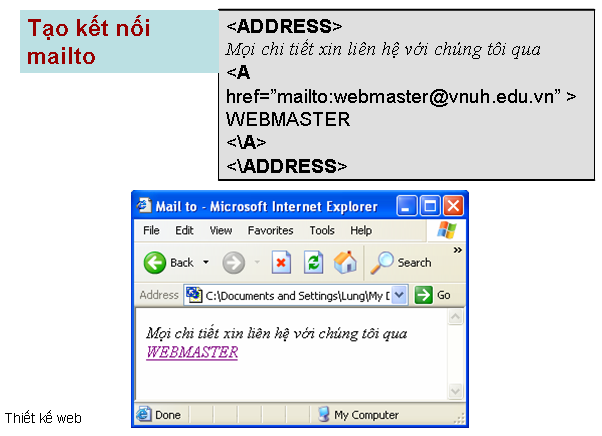 Tạo kết nối
mailto
<ADDRESS>
Mọi chi tiết xin liên hệ với chúng tôi qua
<A
href=”mailto:webmaster@vnuh.edu.vn” >
WEBMASTER
<\A>
<\ADDRESS>
Mail to - Microsoft Internet Explorer
File Edit View Favorites Tools Help
Back Search »
Address C:\Documents and Settings\Lung\My D Go
Mọi chi tiết xin liên hệ với chúng tôi qua
WEBMASTER
Done My Computer
Thiết kế web